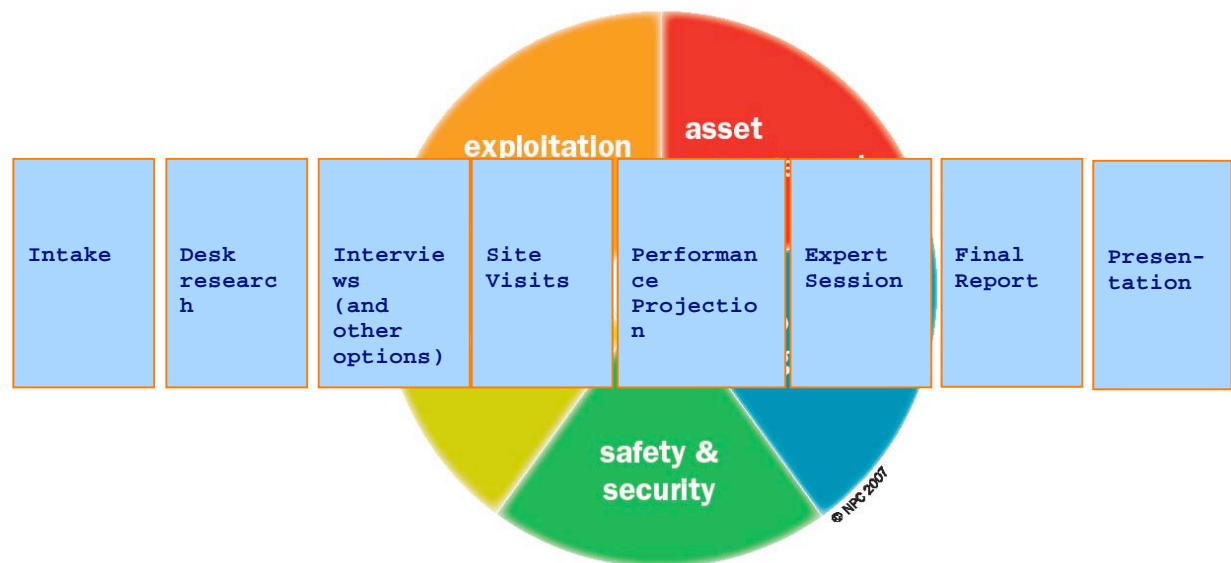 exploitation
asset
Intake
Desk
researc
h
Intervie
ws
(and
other
options)
Site
Visits
Performan
ce
Projectio
n
Expert
Session
Final
Report
Presen-
tation
safety &
security
© NPC 2007